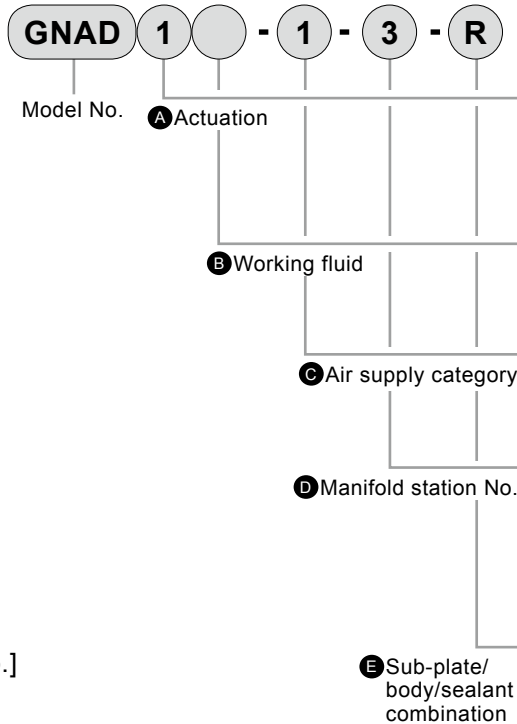 GNAD 1 - 1 - 3 - R
Model No.
A Actuation
B Working fluid
C Air supply category
D Manifold station No.
.]
E Sub-plate/
body/sealant
combination